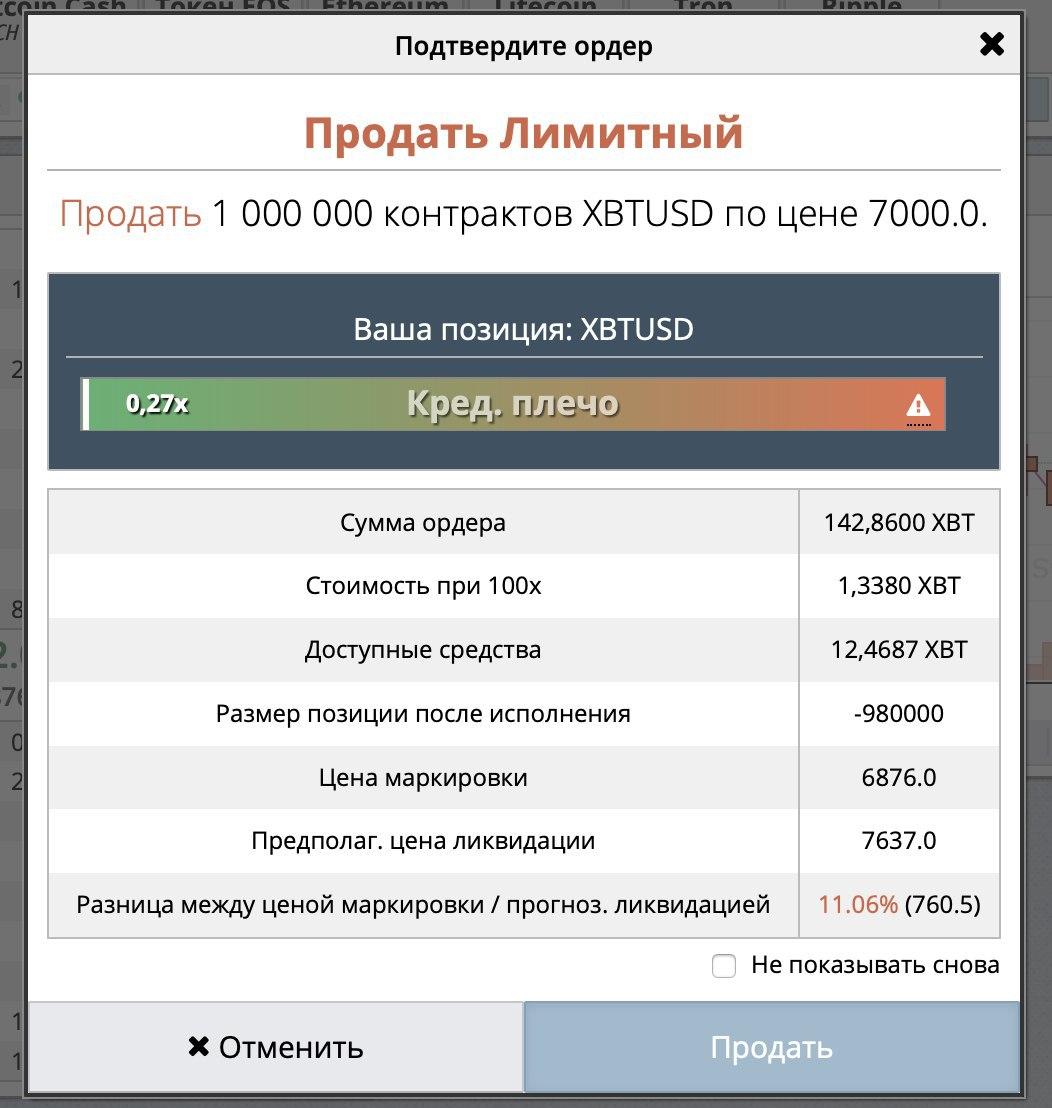 Подтвердите ордер
Продать Лимитный
Продать 1 000 000 контрактов XBTUSD по цене 7000.0.
Ваша позиция: XBTUSD
0,27x Кред. плечо
Сумма ордера 142,8600 XBT
Стоимость при 100x 1,3380 XBT
Доступные средства 12,4687 XBT
Размер позиции после исполнения -980000
Цена маркировки 6876.0
Предполаг. цена ликвидации 7637.0
Разница между ценой маркировки / прогноз. ликвидацией 11.06% (760.5)
Не показывать снова
Отменить Продать